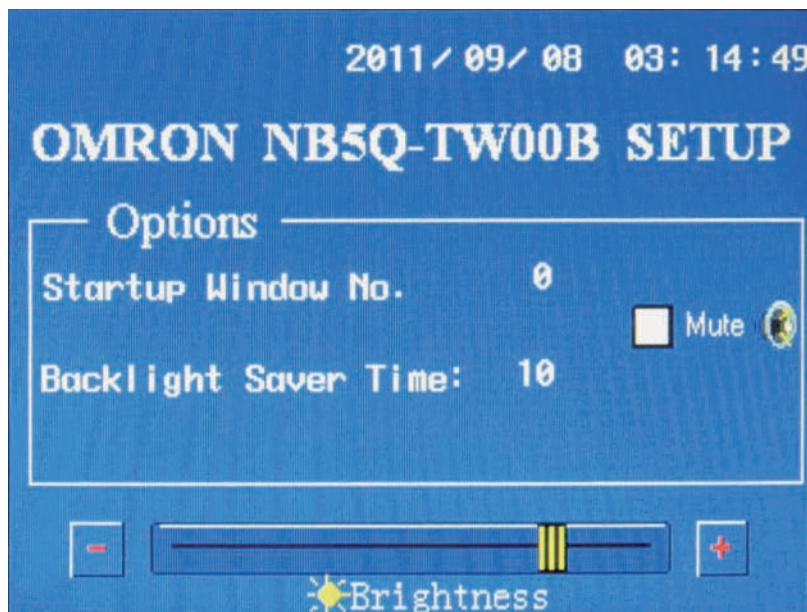 2011/09/08 03:14:49
OMRON NB5Q-TW00B SETUP
Options
Startup Window No. 0
Mute
Backlight Saver Time: 10
- +
Brightness